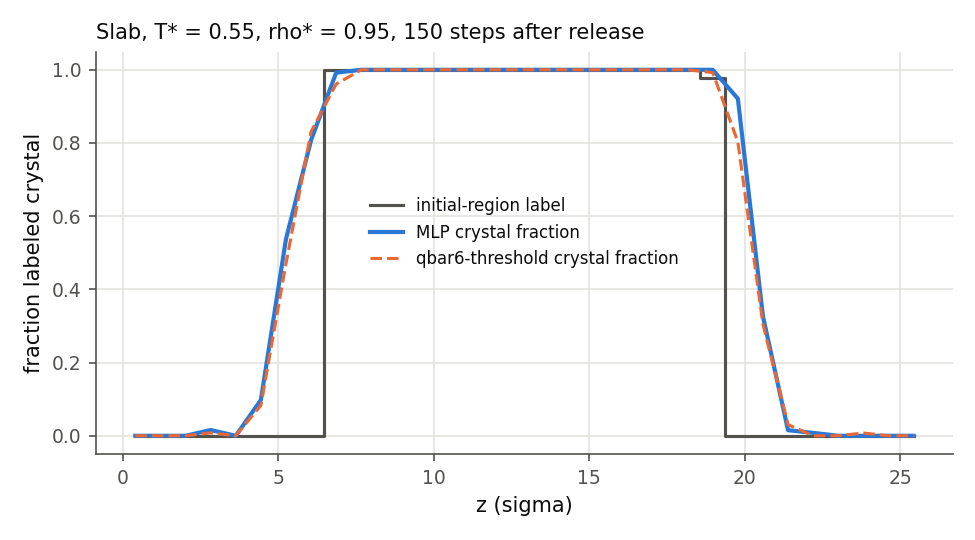 Slab, T* = 0.55, rho* = 0.95, 150 steps after release
fraction labeled crystal
1.0
0.8
0.6
0.4
0.2
0.0
initial-region label
MLP crystal fraction
qbar6-threshold crystal fraction
0 5 10 15 20 25
z (sigma)